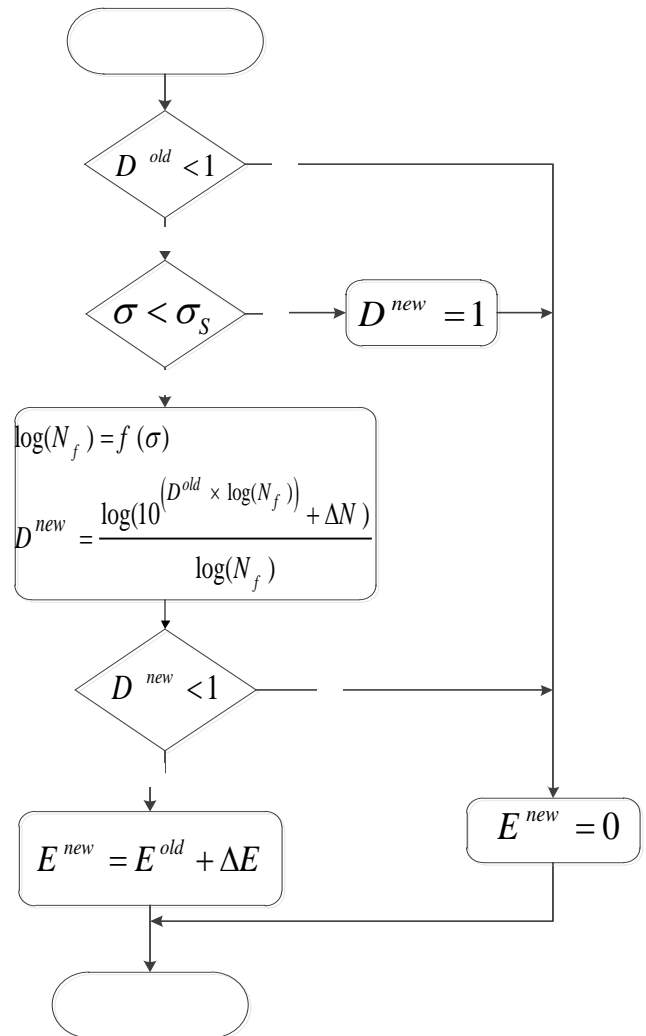 D^old < 1
σ < σ_S
D^new = 1
log(N_f) = f(σ)
D^new = log(10^(D^old × log(N_f)) + ΔN) / log(N_f)
D^new < 1
E^new = 0
E^new = E^old + ΔE